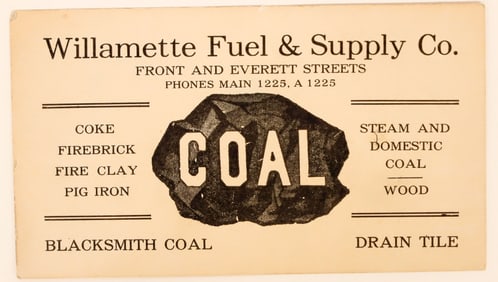 Willamette Fuel & Supply Co.
FRONT AND EVERETT STREETS
PHONES MAIN 1225, A 1225
COKE
FIREBRICK
FIRE CLAY
PIG IRON
COAL
STEAM AND
DOMESTIC
COAL
WOOD
BLACKSMITH COAL
DRAIN TILE